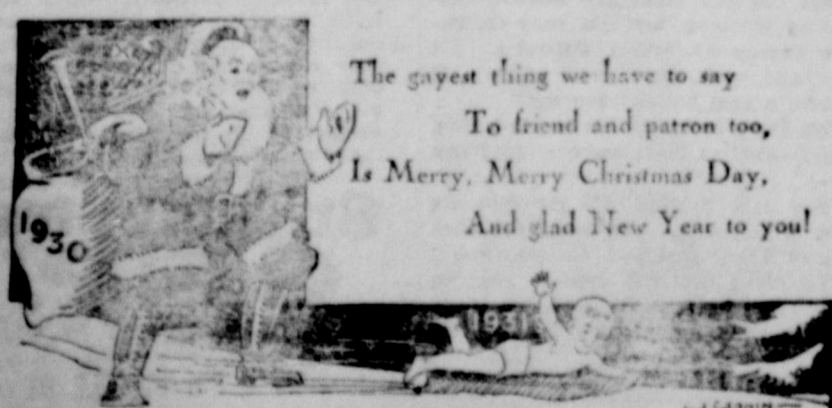 The gayest thing we have to say
To friend and patron too,
Is Merry, Merry Christmas Day,
And glad New Year to you!
1930
1931